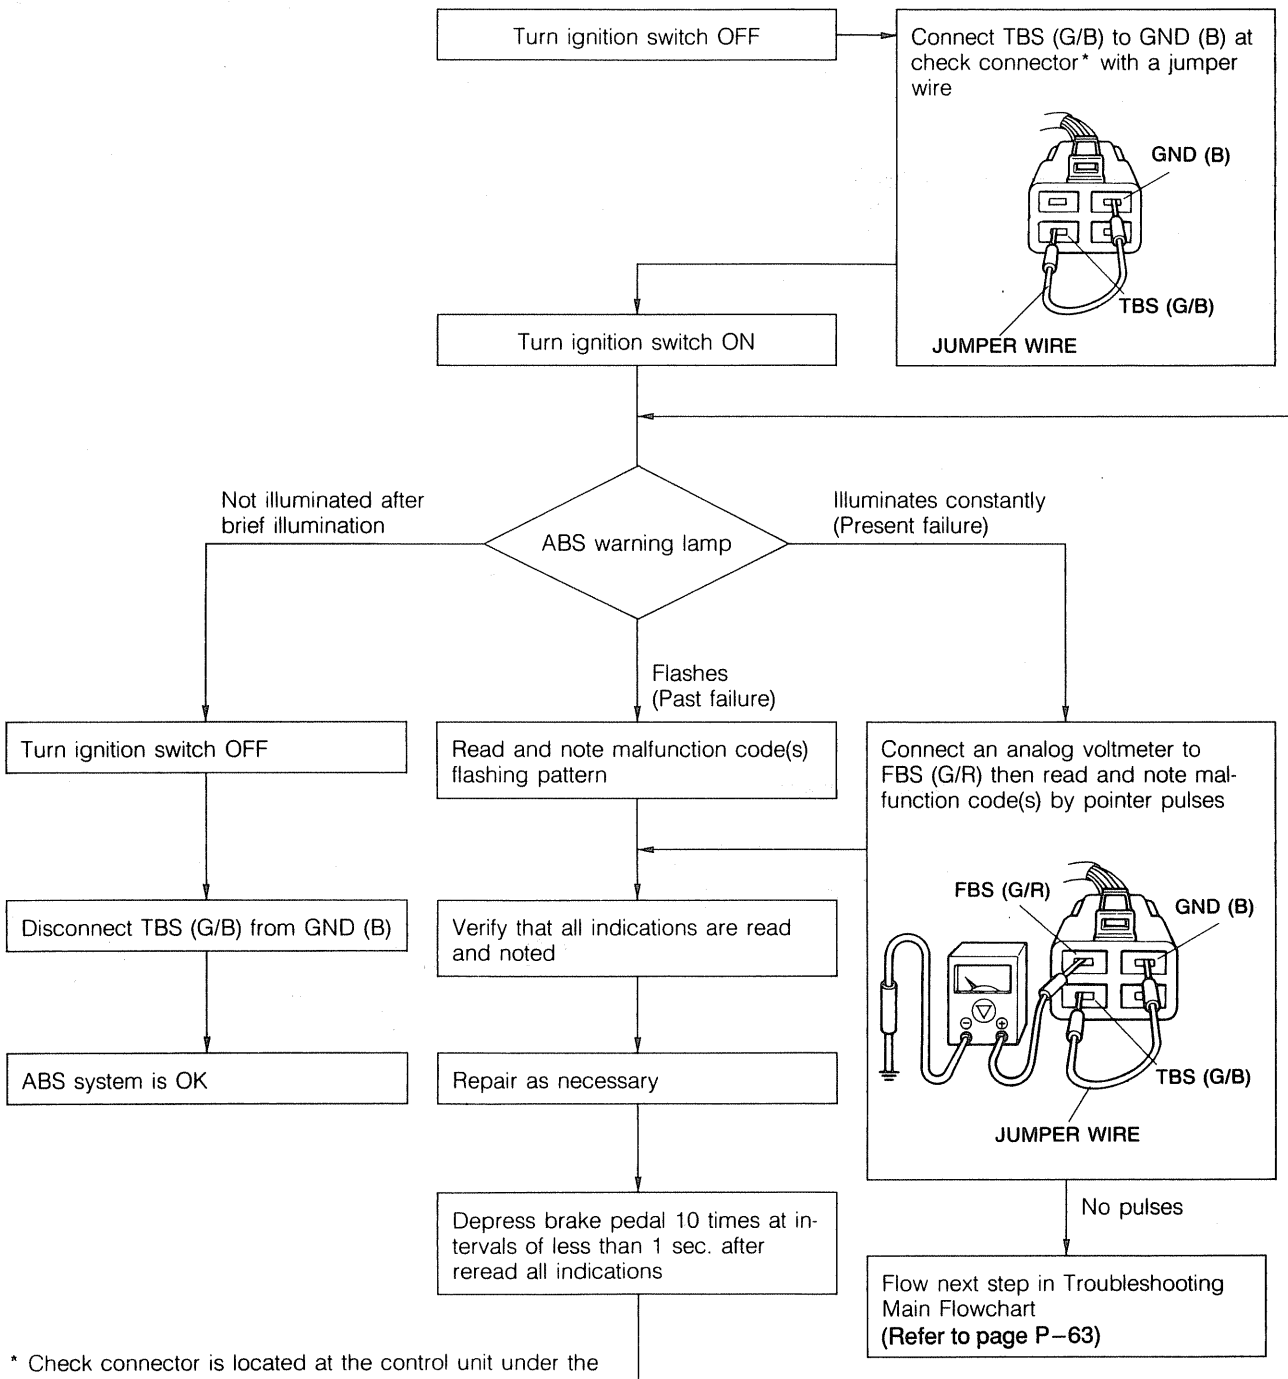 Turn ignition switch OFF
Connect TBS (G/B) to GND (B) at
check connector* with a jumper
wire
GND (B)
TBS (G/B)
JUMPER WIRE
Turn ignition switch ON
Not illuminated after
brief illumination
Illuminates constantly
(Present failure)
ABS warning lamp
Flashes
(Past failure)
Turn ignition switch OFF
Read and note malfunction code(s)
flashing pattern
Connect an analog voltmeter to
FBS (G/R) then read and note mal-
function code(s) by pointer pulses
FBS (G/R)
GND (B)
TBS (G/B)
JUMPER WIRE
Disconnect TBS (G/B) from GND (B)
Verify that all indications are read
and noted
ABS system is OK
Repair as necessary
Depress brake pedal 10 times at in-
tervals of less than 1 sec. after
reread all indications
No pulses
Flow next step in Troubleshooting
Main Flowchart
(Refer to page P–63)
* Check connector is located at the control unit under the